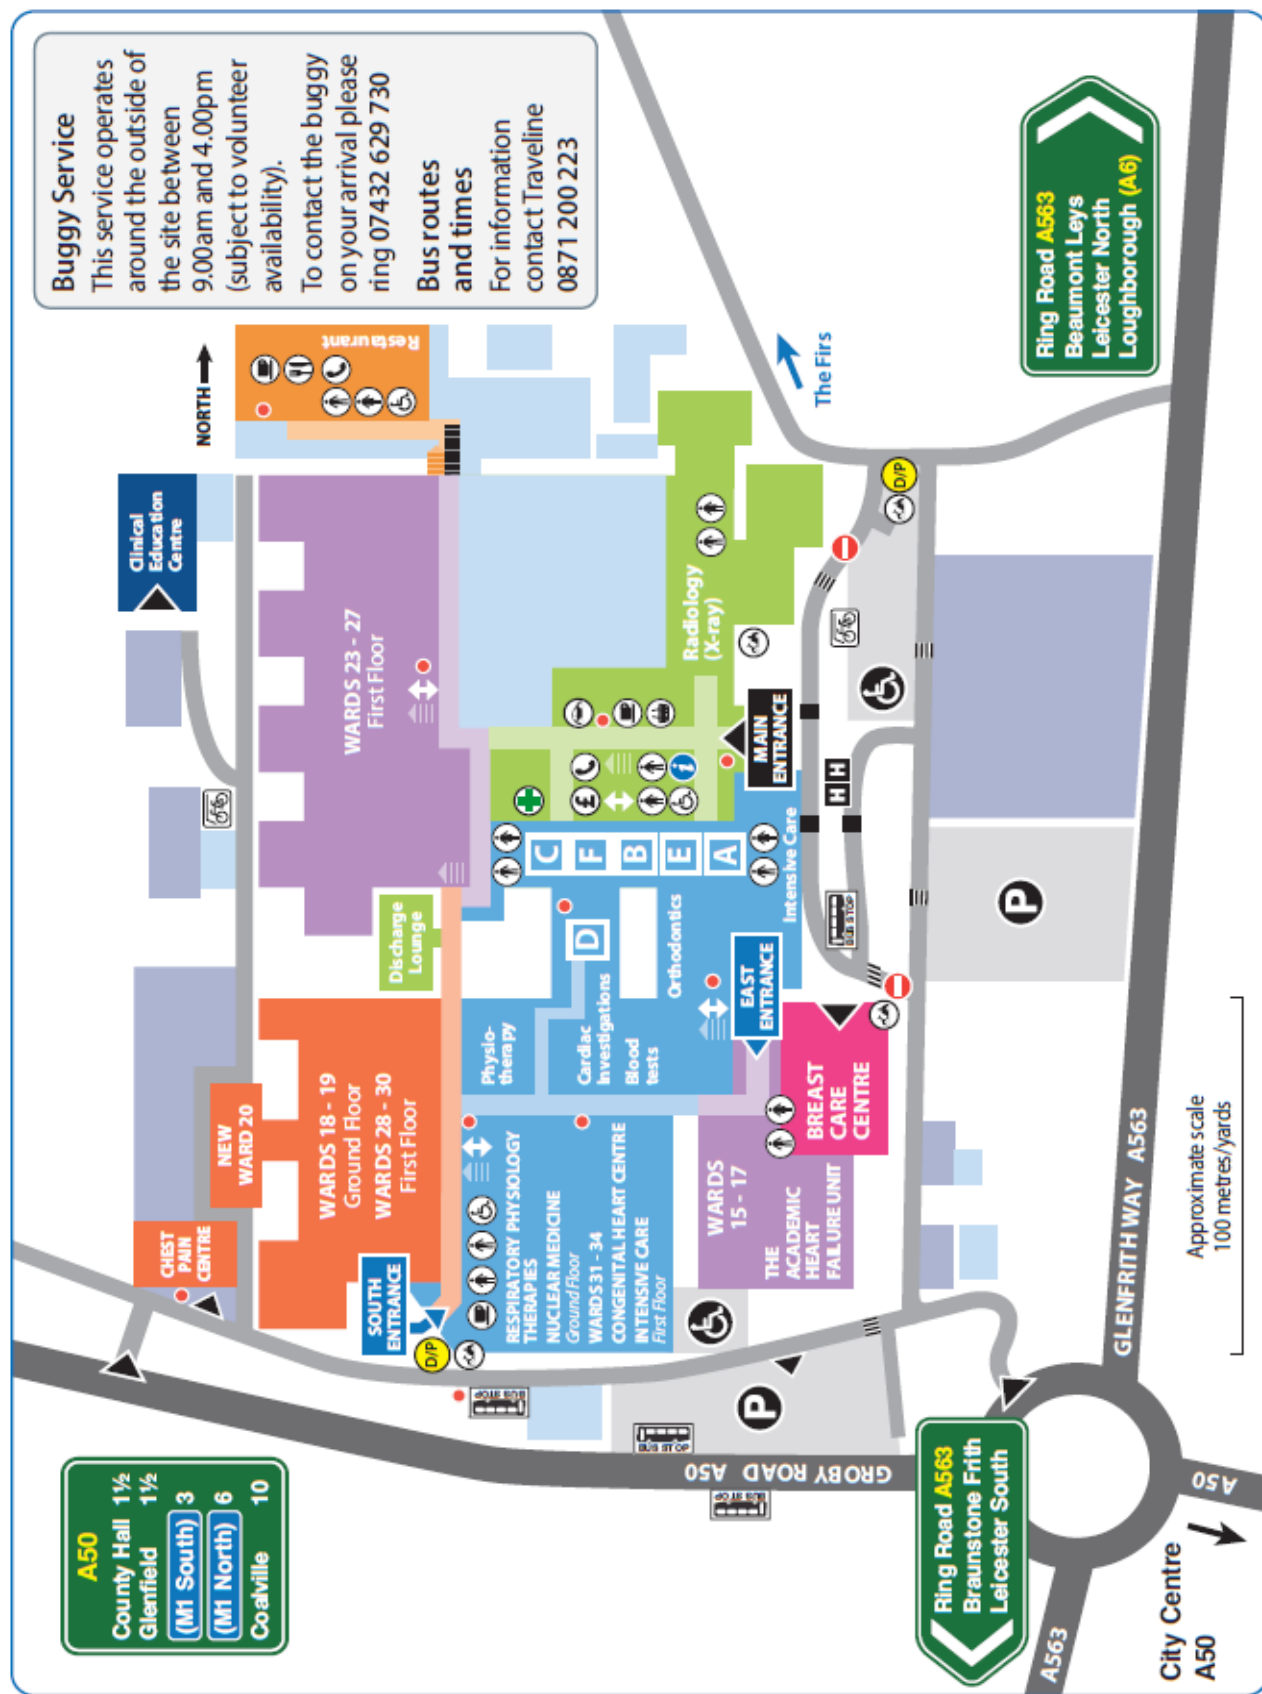 A50
County Hall 1½
Glenfield 1½
(M1 South) 3
(M1 North) 6
Coalville 10
CHEST
PAIN
CENTRE
NEW
WARD 20
Clinical
Education
Centre
NORTH
Buggy Service
This service operates
around the outside of
the site between
9.00am and 4.00pm
(subject to volunteer
availability).
To contact the buggy
on your arrival please
ring 07432 629 730
Bus routes
and times
For information
contact Traveline
0871 200 223
WARDS 18 - 19
Ground Floor
WARDS 28 - 30
First Floor
WARDS 23 - 27
First Floor
Restaurant
SOUTH
ENTRANCE
D/P
Discharge
Lounge
BUS STOP
RESPIRATORY PHYSIOLOGY
THERAPIES
NUCLEAR MEDICINE
Ground Floor
WARDS 31 - 34
CONGENITAL HEART CENTRE
INTENSIVE CARE
First Floor
Physio-
therapy
Cardiac
Investigations
Blood
tests
Orthodontics
D
C
F
B
E
A
£
i
Radiology
(X-ray)
BUS STOP
GROBY ROAD A50
BUS STOP
P
WARDS
15 - 17
THE
ACADEMIC
HEART
FAILURE UNIT
EAST
ENTRANCE
BREAST
CARE
CENTRE
Intensive Care
MAIN
ENTRANCE
H H
BUS STOP
D/P
The Firs
P
Ring Road A563
Braunstone Frith
Leicester South
Ring Road A563
Beaumont Leys
Leicester North
Loughborough (A6)
GLENFRITH WAY A563
A563
A50
City Centre
A50
Approximate scale
100 metres/yards